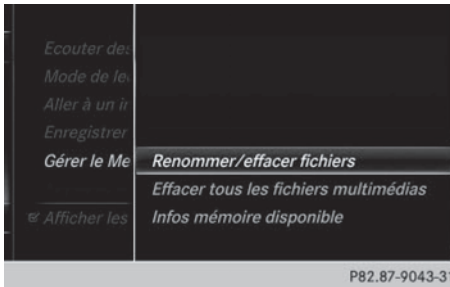 Ecouter des
Mode de le
Aller à un ir
Enregistrer
Gérer le Me
Renommer/effacer fichiers
Effacer tous les fichiers multimédias
Afficher les
Infos mémoire disponible
P82.87-9043-31